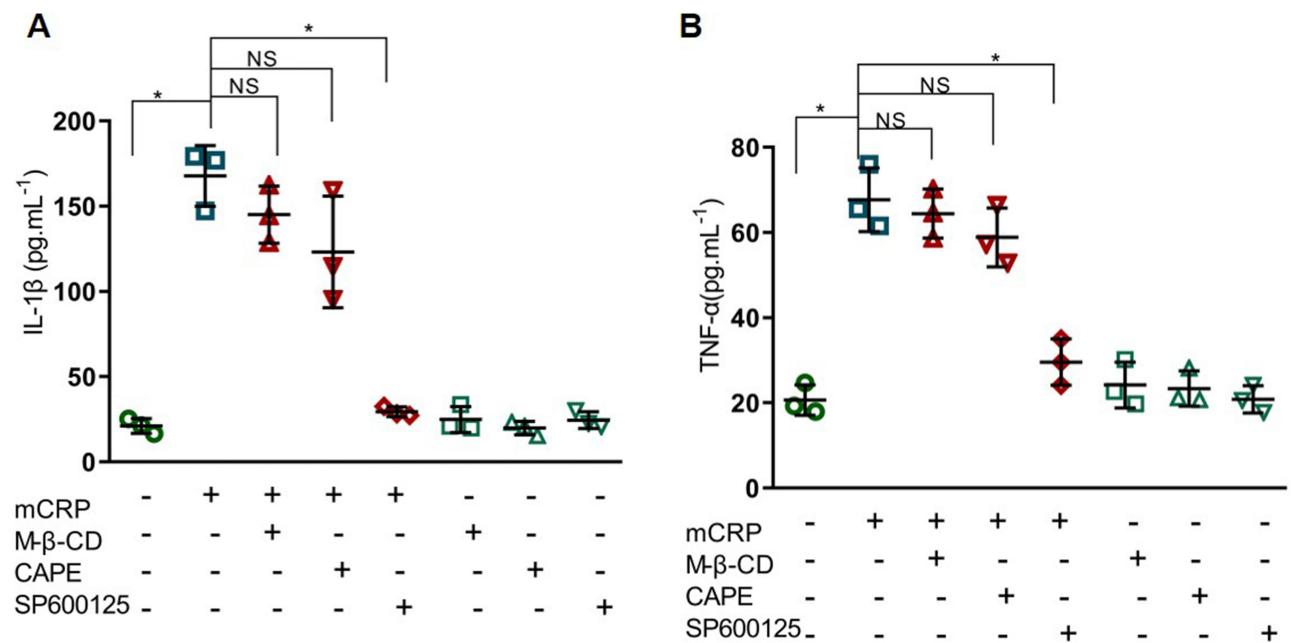 A
*
NS
NS
*
200
150
100
50
0
IL-1β (pg.mL-1)
mCRP - + + + + - - -
M-β-CD - - + - - + - -
CAPE - - - + - - + -
SP600125 - - - - + - - +
B
*
NS
*
NS
80
60
40
20
0
TNF-α(pg.mL-1)
mCRP - + + + + - - -
M-β-CD - - + - - + - -
CAPE - - - + - - + -
SP600125 - - - - + - - +